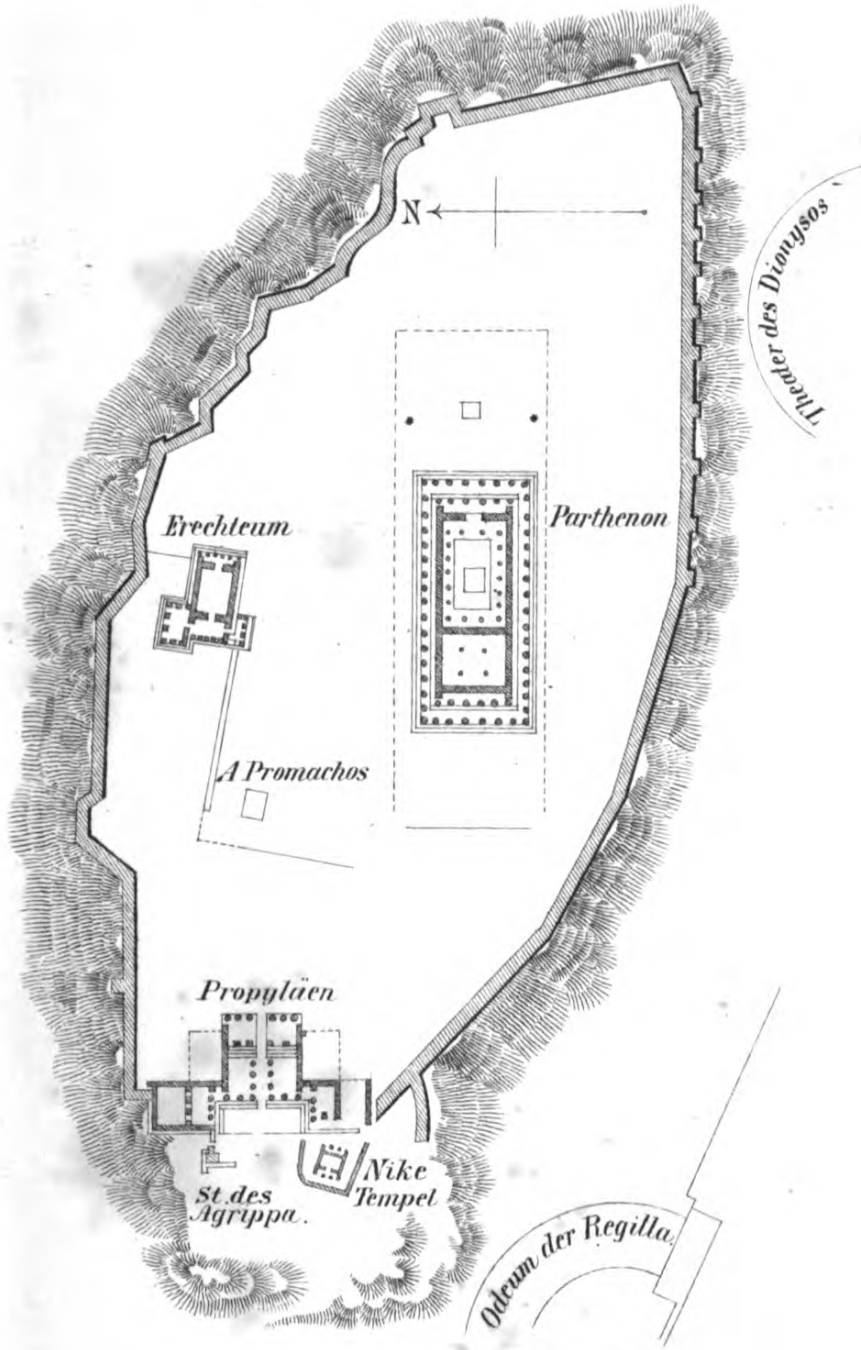 N
Theater des Dionysos
Erechteum
Parthenon
A Promachos
Propyläen
St. des
Agrippa.
Nike
Tempel
Odeum der Regilla